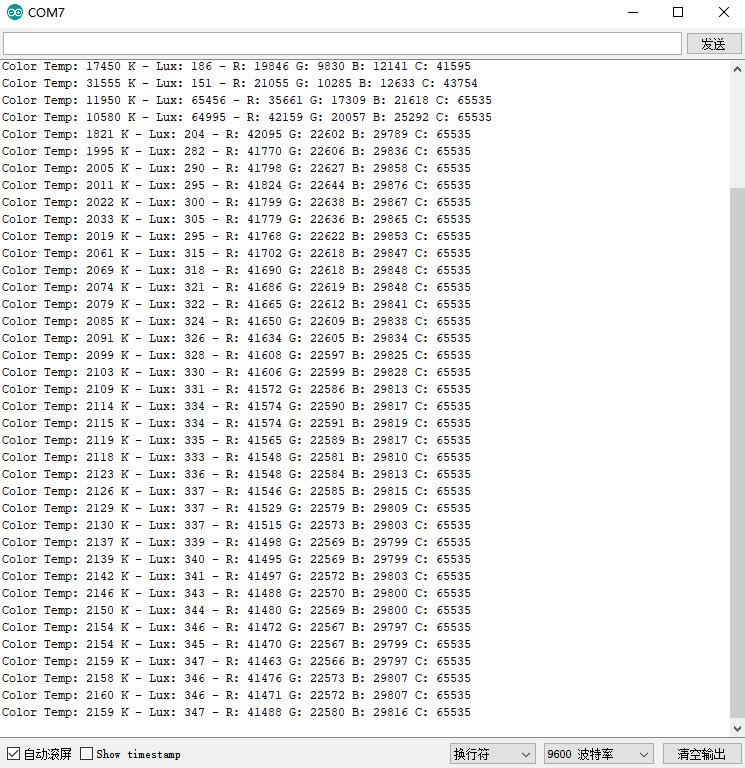 COM7
发送
Color Temp: 17450 K - Lux: 186 - R: 19846 G: 9830 B: 12141 C: 41595
Color Temp: 31555 K - Lux: 151 - R: 21055 G: 10285 B: 12633 C: 43754
Color Temp: 11950 K - Lux: 65456 - R: 35661 G: 17309 B: 21618 C: 65535
Color Temp: 10580 K - Lux: 64995 - R: 42159 G: 20057 B: 25292 C: 65535
Color Temp: 1821 K - Lux: 204 - R: 42095 G: 22602 B: 29789 C: 65535
Color Temp: 1995 K - Lux: 282 - R: 41770 G: 22606 B: 29836 C: 65535
Color Temp: 2005 K - Lux: 290 - R: 41798 G: 22627 B: 29858 C: 65535
Color Temp: 2011 K - Lux: 295 - R: 41824 G: 22644 B: 29876 C: 65535
Color Temp: 2022 K - Lux: 300 - R: 41799 G: 22638 B: 29867 C: 65535
Color Temp: 2033 K - Lux: 305 - R: 41779 G: 22636 B: 29865 C: 65535
Color Temp: 2019 K - Lux: 295 - R: 41768 G: 22622 B: 29853 C: 65535
Color Temp: 2061 K - Lux: 315 - R: 41702 G: 22618 B: 29847 C: 65535
Color Temp: 2069 K - Lux: 318 - R: 41690 G: 22618 B: 29848 C: 65535
Color Temp: 2074 K - Lux: 321 - R: 41686 G: 22619 B: 29848 C: 65535
Color Temp: 2079 K - Lux: 322 - R: 41665 G: 22612 B: 29841 C: 65535
Color Temp: 2085 K - Lux: 324 - R: 41650 G: 22609 B: 29838 C: 65535
Color Temp: 2091 K - Lux: 326 - R: 41634 G: 22605 B: 29834 C: 65535
Color Temp: 2099 K - Lux: 328 - R: 41608 G: 22597 B: 29825 C: 65535
Color Temp: 2103 K - Lux: 330 - R: 41606 G: 22599 B: 29828 C: 65535
Color Temp: 2109 K - Lux: 331 - R: 41572 G: 22586 B: 29813 C: 65535
Color Temp: 2114 K - Lux: 334 - R: 41574 G: 22590 B: 29817 C: 65535
Color Temp: 2115 K - Lux: 334 - R: 41574 G: 22591 B: 29819 C: 65535
Color Temp: 2119 K - Lux: 335 - R: 41565 G: 22589 B: 29817 C: 65535
Color Temp: 2118 K - Lux: 333 - R: 41548 G: 22581 B: 29810 C: 65535
Color Temp: 2123 K - Lux: 336 - R: 41548 G: 22584 B: 29813 C: 65535
Color Temp: 2126 K - Lux: 337 - R: 41546 G: 22585 B: 29815 C: 65535
Color Temp: 2129 K - Lux: 337 - R: 41529 G: 22579 B: 29809 C: 65535
Color Temp: 2130 K - Lux: 337 - R: 41515 G: 22573 B: 29803 C: 65535
Color Temp: 2137 K - Lux: 339 - R: 41498 G: 22569 B: 29799 C: 65535
Color Temp: 2139 K - Lux: 340 - R: 41495 G: 22569 B: 29799 C: 65535
Color Temp: 2142 K - Lux: 341 - R: 41497 G: 22572 B: 29803 C: 65535
Color Temp: 2146 K - Lux: 343 - R: 41488 G: 22570 B: 29800 C: 65535
Color Temp: 2150 K - Lux: 344 - R: 41480 G: 22569 B: 29800 C: 65535
Color Temp: 2154 K - Lux: 346 - R: 41472 G: 22567 B: 29797 C: 65535
Color Temp: 2154 K - Lux: 345 - R: 41470 G: 22567 B: 29799 C: 65535
Color Temp: 2159 K - Lux: 347 - R: 41463 G: 22566 B: 29797 C: 65535
Color Temp: 2158 K - Lux: 346 - R: 41476 G: 22573 B: 29807 C: 65535
Color Temp: 2160 K - Lux: 346 - R: 41471 G: 22572 B: 29807 C: 65535
Color Temp: 2159 K - Lux: 347 - R: 41488 G: 22580 B: 29816 C: 65535
自动滚屏 Show timestamp 换行符 9600 波特率 清空输出